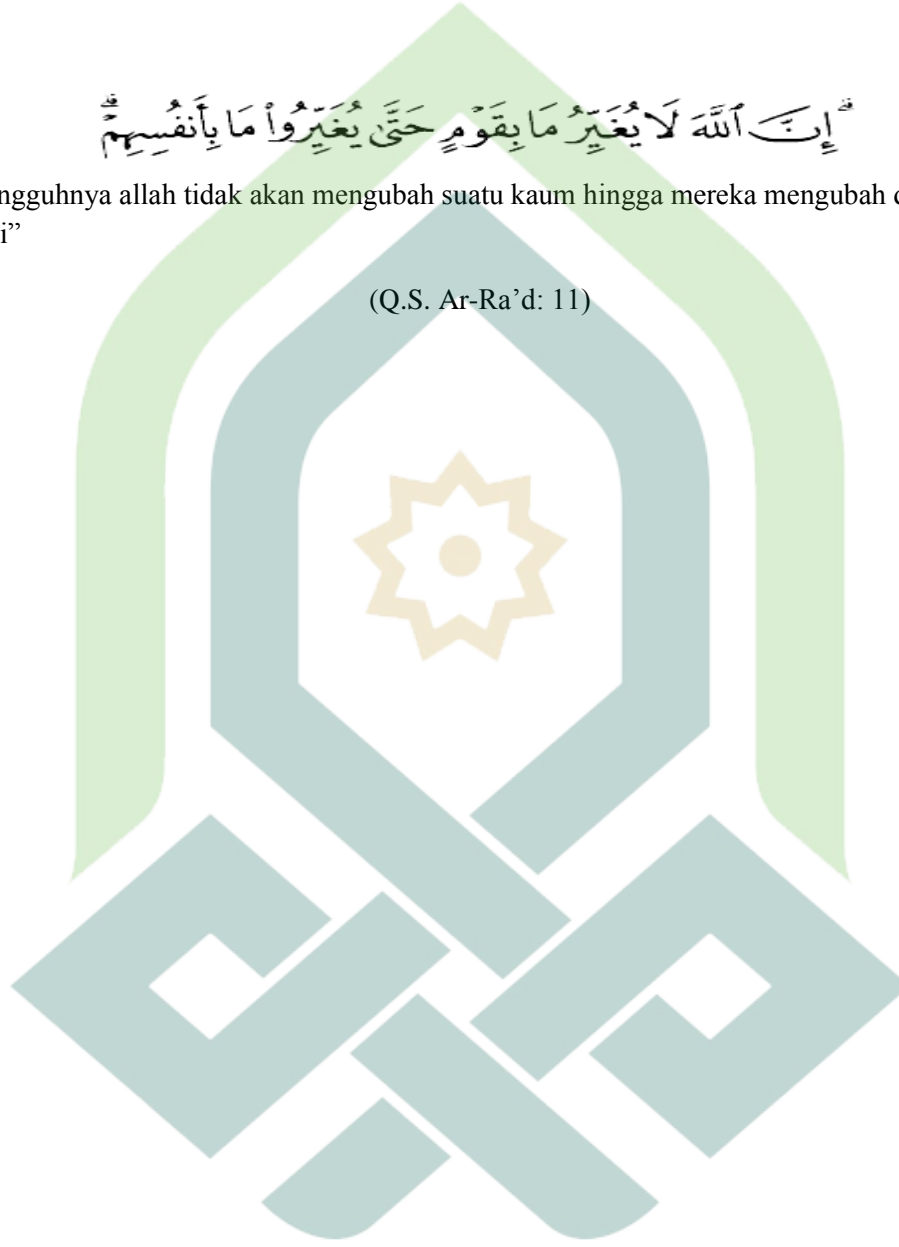 إِنَّ ٱللَّهَ لَا يُغَيِّرُ مَا بِقَوْمٍ حَتَّىٰ يُغَيِّرُوا۟ مَا بِأَنفُسِهِمْ ۗ
ngguhnya allah tidak akan mengubah suatu kaum hingga mereka mengubah
i”
(Q.S. Ar-Ra’d: 11)